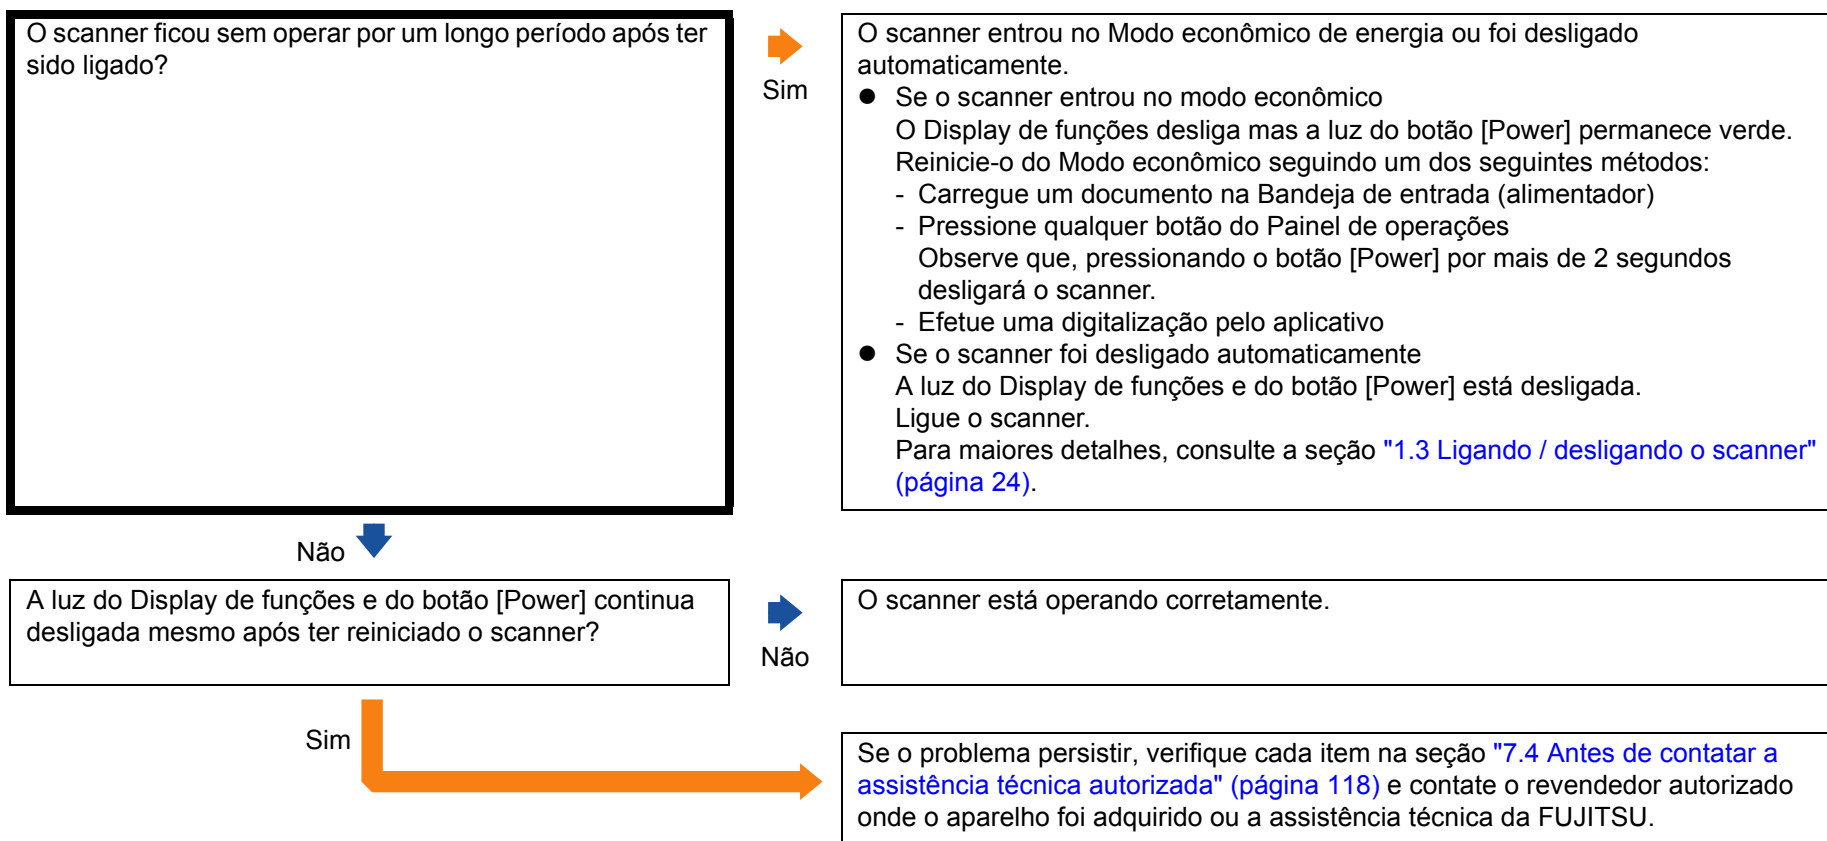 O scanner ficou sem operar por um longo período após ter
sido ligado?
Sim
O scanner entrou no Modo econômico de energia ou foi desligado
automaticamente.
● Se o scanner entrou no modo econômico
O Display de funções desliga mas a luz do botão [Power] permanece verde.
Reinicie-o do Modo econômico seguindo um dos seguintes métodos:
- Carregue um documento na Bandeja de entrada (alimentador)
- Pressione qualquer botão do Painel de operações
Observe que, pressionando o botão [Power] por mais de 2 segundos
desligará o scanner.
- Efetue uma digitalização pelo aplicativo
● Se o scanner foi desligado automaticamente
A luz do Display de funções e do botão [Power] está desligada.
Ligue o scanner.
Para maiores detalhes, consulte a seção "1.3 Ligando / desligando o scanner"
(página 24).
Não
A luz do Display de funções e do botão [Power] continua
desligada mesmo após ter reiniciado o scanner?
Não
O scanner está operando corretamente.
Sim
Se o problema persistir, verifique cada item na seção "7.4 Antes de contatar a
assistência técnica autorizada" (página 118) e contate o revendedor autorizado
onde o aparelho foi adquirido ou a assistência técnica da FUJITSU.